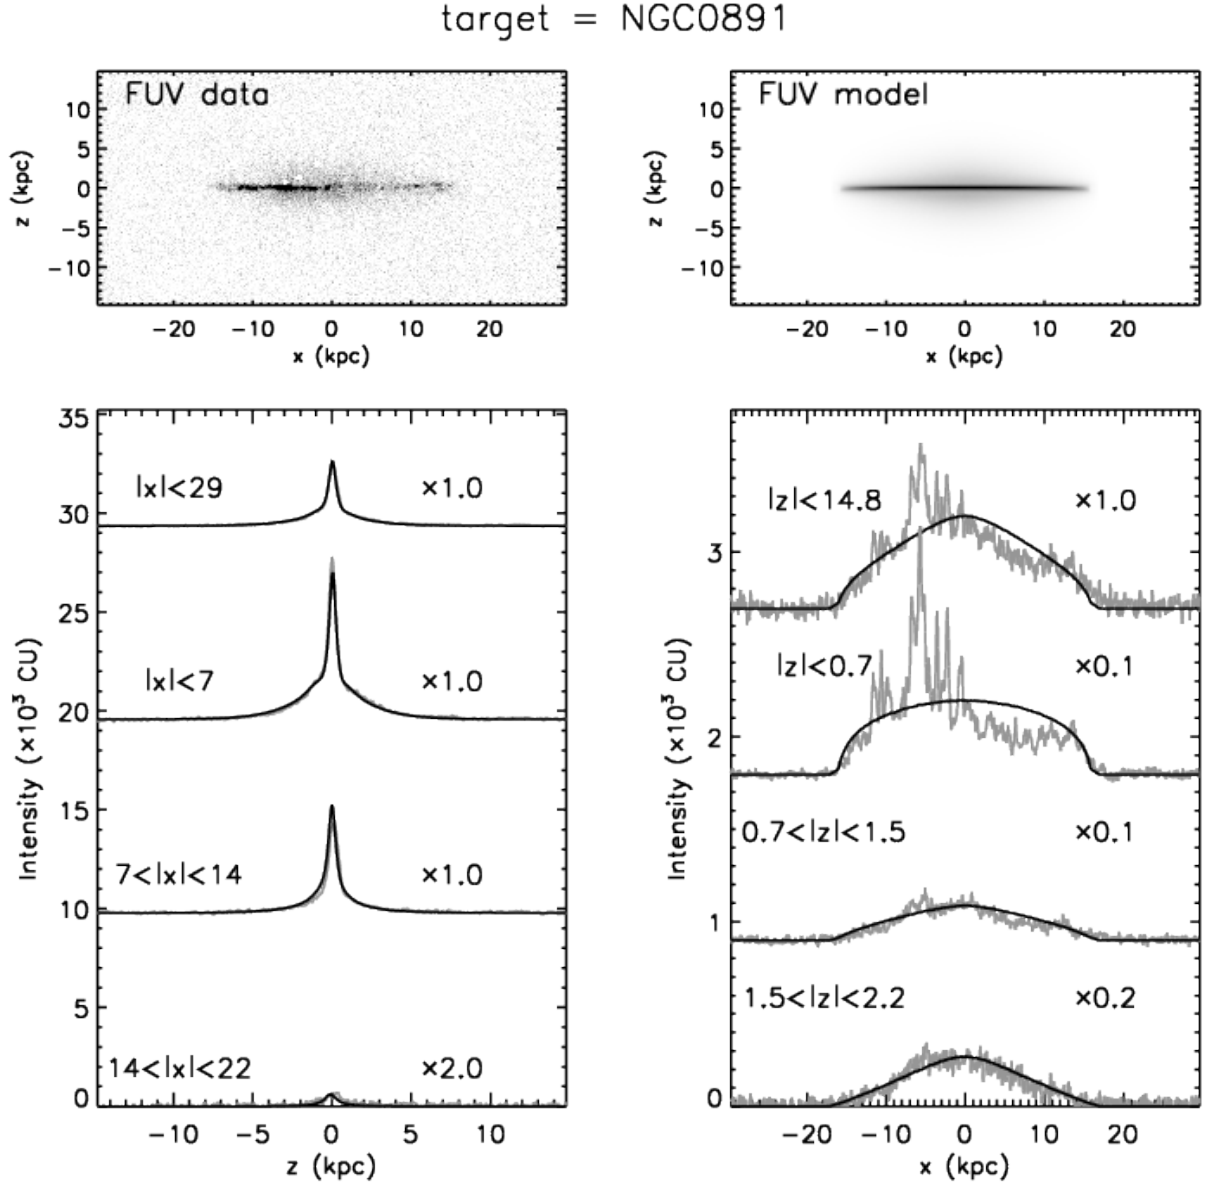 target = NGC0891
FUV data
FUV model
10
5
0
−5
−10
z (kpc)
−20 −10 0 10 20
x (kpc)
10
5
0
−5
−10
z (kpc)
−20 −10 0 10 20
x (kpc)
35
30
25
20
15
10
5
0
Intensity (×10³ CU)
|x|<29 ×1.0
|x|<7 ×1.0
7<|x|<14 ×1.0
14<|x|<22 ×2.0
−10 −5 0 5 10
z (kpc)
3
2
1
0
Intensity (×10³ CU)
|z|<14.8 ×1.0
|z|<0.7 ×0.1
0.7<|z|<1.5 ×0.1
1.5<|z|<2.2 ×0.2
−20 −10 0 10 20
x (kpc)